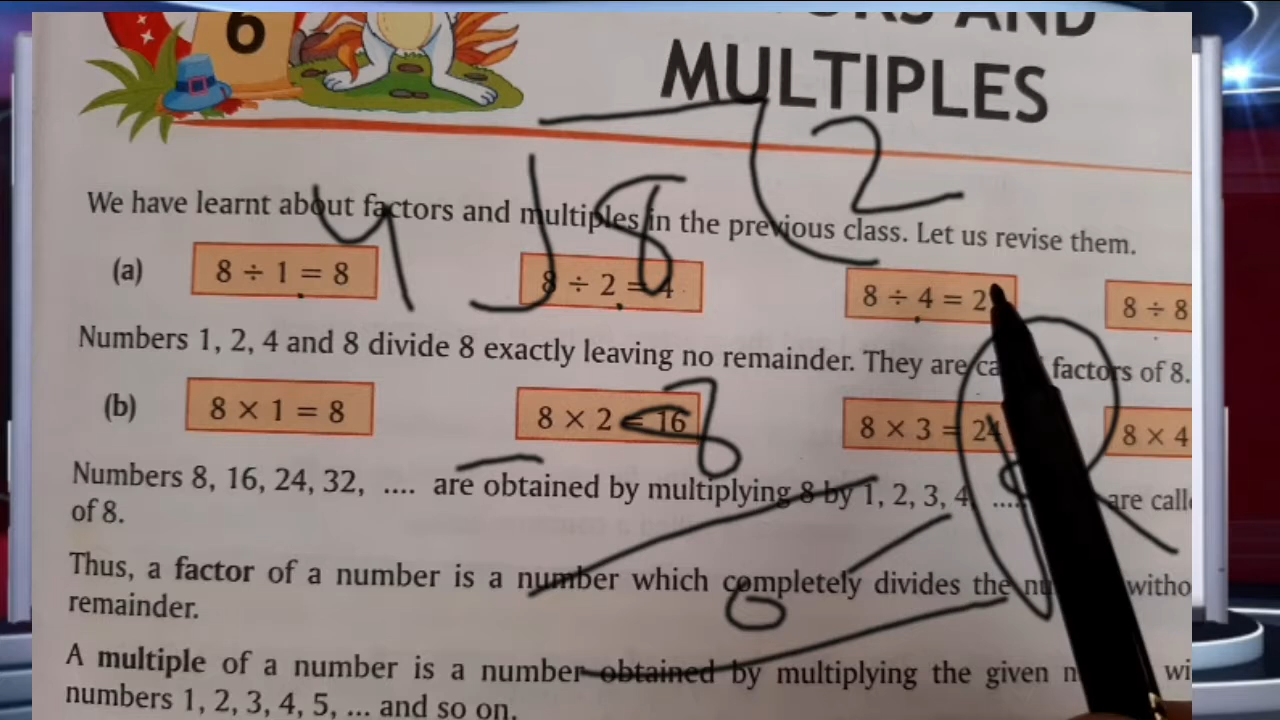 6
MULTIPLES
We have learnt about factors and multiples in the previous class. Let us revise them.
(a) 8 ÷ 1 = 8 8 ÷ 2 = 4 8 ÷ 4 = 2 8 ÷ 8
Numbers 1, 2, 4 and 8 divide 8 exactly leaving no remainder. They are factors of 8.
(b) 8 × 1 = 8 8 × 2 = 16 8 × 3 = 24 8 × 4
Numbers 8, 16, 24, 32, .... are obtained by multiplying 8 by 1, 2, 3, 4, .... are
of 8.
Thus, a factor of a number is a number which completely divides the
remainder.
A multiple of a number is a number obtained by multiplying the given
numbers 1, 2, 3, 4, 5, ... and so on.
4 8 2
8
0